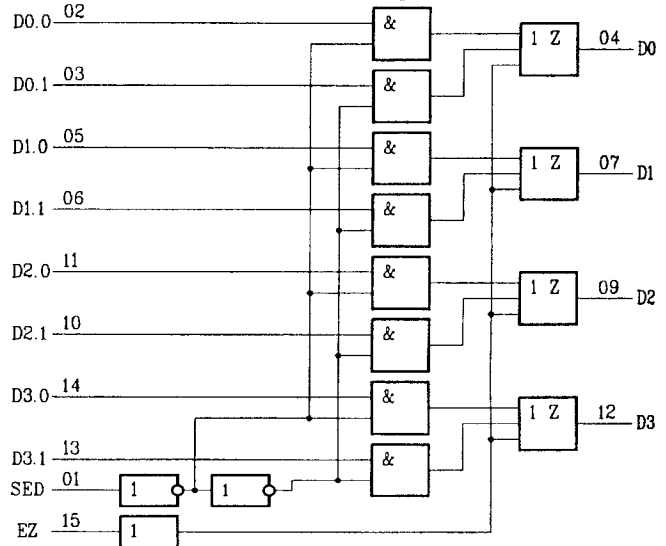 D0.0 02 & 1 Z 04 D0
D0.1 03 &
D1.0 05 & 1 Z 07 D1
D1.1 06 &
D2.0 11 & 1 Z 09 D2
D2.1 10 &
D3.0 14 & 1 Z 12 D3
D3.1 13 &
SED 01 1 1
EZ 15 1